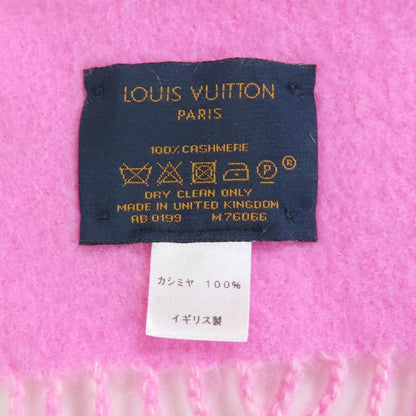 LOUIS VUITTON
PARIS
100% CASHMERE
P ®
DRY CLEAN ONLY
MADE IN UNITED KINGDOM
AB 0199 M76066
カシミヤ 100%
イギリス製